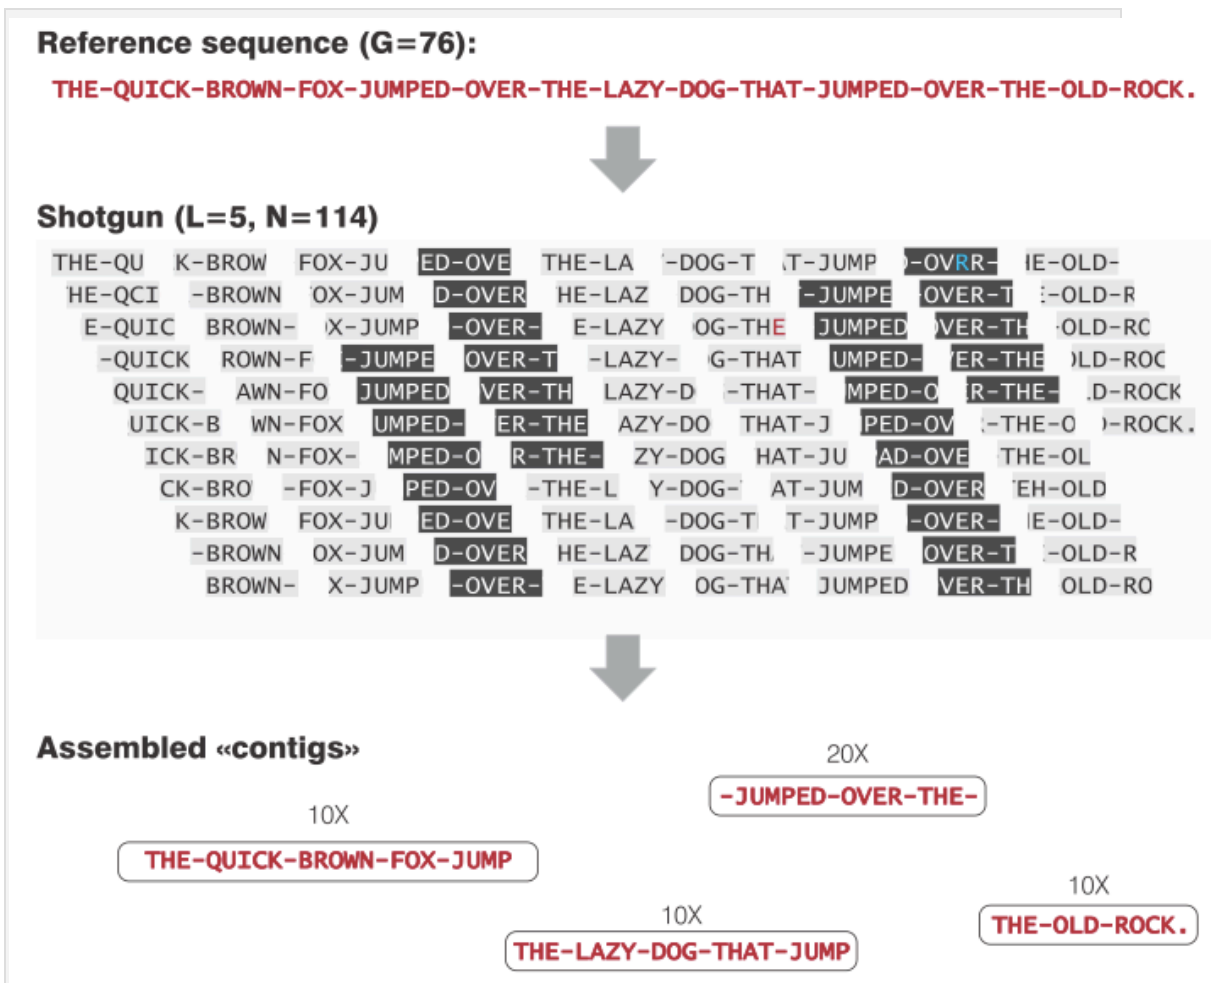 Reference sequence (G=76):
THE-QUICK-BROWN-FOX-JUMPED-OVER-THE-LAZY-DOG-THAT-JUMPED-OVER-THE-OLD-ROCK.
Shotgun (L=5, N=114)
THE-QU K-BROW FOX-JU ED-OVE THE-LA -DOG-T T-JUMP -OVRR- E-OLD-
HE-QCI -BROWN OX-JUM D-OVER HE-LAZ DOG-TH -JUMPE OVER-T -OLD-R
E-QUIC BROWN- X-JUMP -OVER- E-LAZY OG-THE JUMPED VER-TH -OLD-RO
-QUICK ROWN-F -JUMPE OVER-T -LAZY- G-THAT UMPED- ER-THE OLD-ROC
QUICK- AWN-FO JUMPED VER-TH LAZY-D -THAT- MPED-O R-THE- D-ROCK
UICK-B WN-FOX UMPED- ER-THE AZY-DO THAT-J PED-OV -THE-O -ROCK.
ICK-BR N-FOX- MPED-O R-THE- ZY-DOG HAT-JU AD-OVE THE-OL
CK-BRO -FOX-J PED-OV -THE-L Y-DOG- AT-JUM D-OVER EH-OLD
K-BROW FOX-JU ED-OVE THE-LA -DOG-T T-JUMP -OVER- E-OLD-
-BROWN OX-JUM D-OVER HE-LAZ DOG-TH -JUMPE OVER-T -OLD-R
BROWN- X-JUMP -OVER- E-LAZY OG-THA JUMPED VER-TH OLD-RO
Assembled «contigs»
20X
-JUMPED-OVER-THE-
10X
THE-QUICK-BROWN-FOX-JUMP
10X
THE-OLD-ROCK.
10X
THE-LAZY-DOG-THAT-JUMP